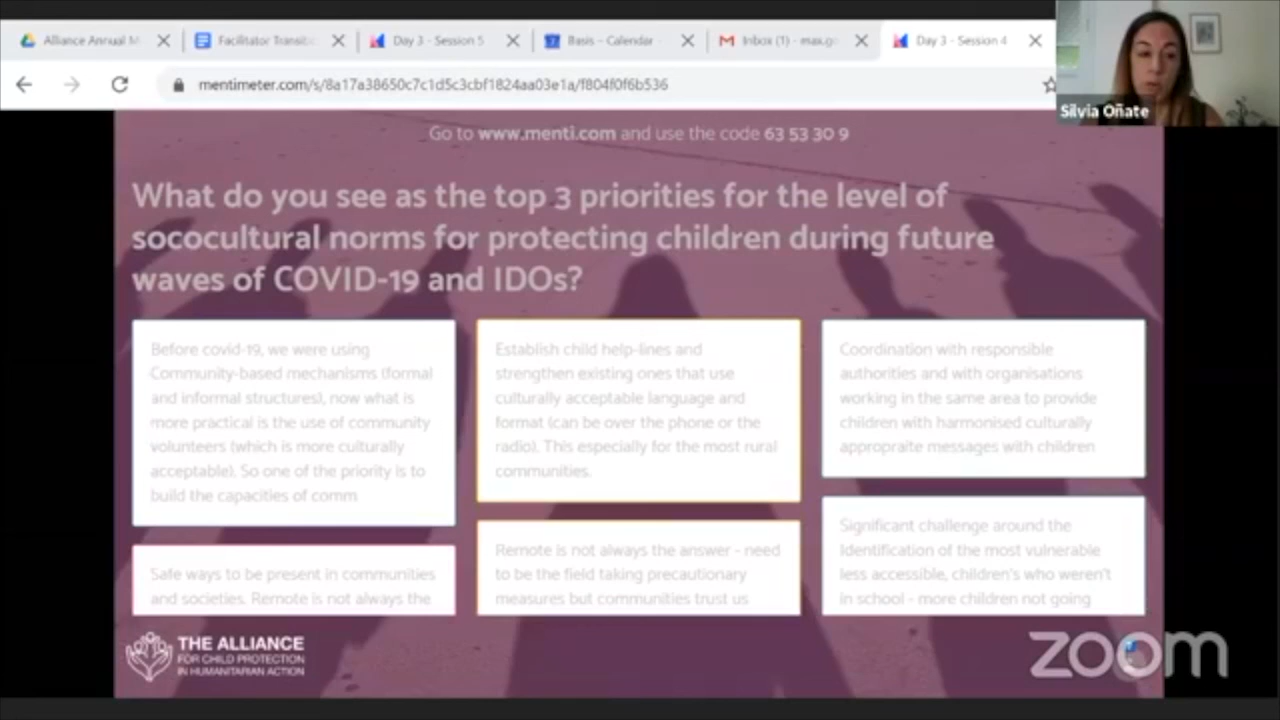 Alliance Annual M
Facilitator Transiti
Day 3 - Session 5
Basis - Calendar -
Inbox (1) - max.g
Day 3 - Session 4
mentimeter.com/s/8a17a38650c7c1d5c3cbf1824aa03e1a/f804f0f6b536
Silvia Oñate
Go to www.menti.com and use the code 63 53 30 9
What do you see as the top 3 priorities for the level of
sococultural norms for protecting children during future
waves of COVID-19 and IDOs?
Before covid-19, we were using
Community-based mechanisms (formal
and informal structures), now what is
more practical is the use of community
volunteers (which is more culturally
acceptable). So one of the priority is to
build the capacities of comm
Safe ways to be present in communities
and societies. Remote is not always the
Establish child help-lines and
strengthen existing ones that use
culturally acceptable language and
format (can be over the phone or the
radio). This especially for the most rural
communities.
Remote is not always the answer - need
to be the field taking precautionary
measures but communities trust us
Coordination with responsible
authorities and with organisations
working in the same area to provide
children with harmonised culturally
appropraite messages with children
Significant challenge around the
identification of the most vulnerable
less accessible, children's who weren't
in school - more children not going
THE ALLIANCE
FOR CHILD PROTECTION
IN HUMANITARIAN ACTION
zoom